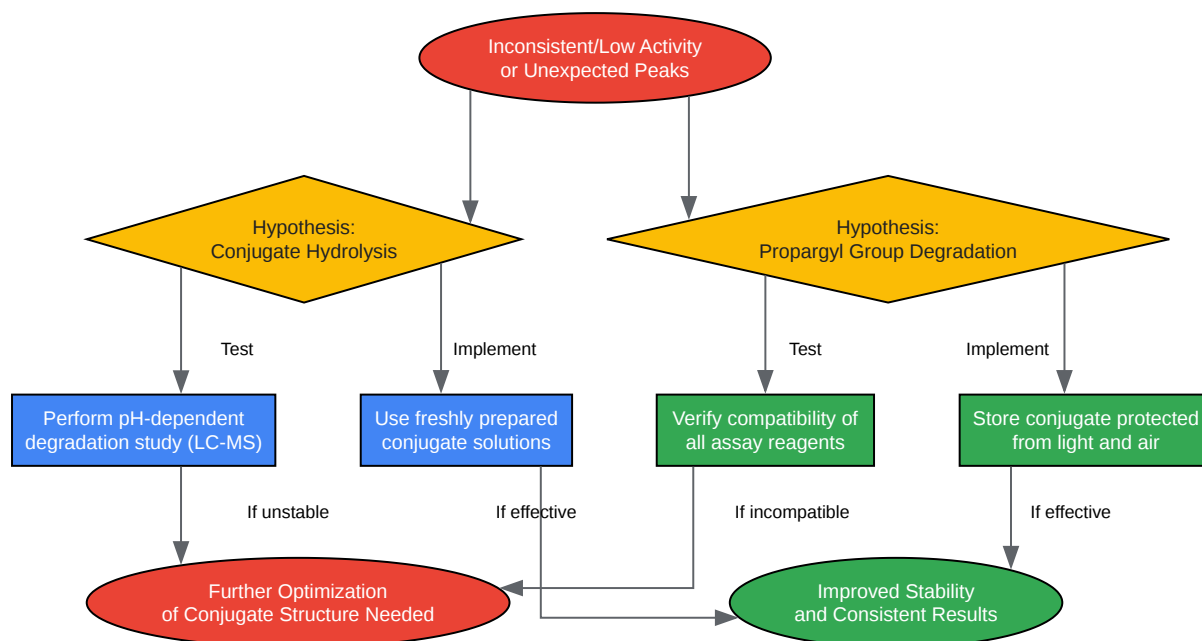 Inconsistent/Low Activity
or Unexpected Peaks
Hypothesis:
Conjugate Hydrolysis
Hypothesis:
Propargyl Group Degradation
Test
Implement
Test
Implement
Perform pH-dependent
degradation study (LC-MS)
Use freshly prepared
conjugate solutions
Verify compatibility of
all assay reagents
Store conjugate protected
from light and air
If unstable
If effective
If incompatible
If effective
Further Optimization
of Conjugate Structure Needed
Improved Stability
and Consistent Results